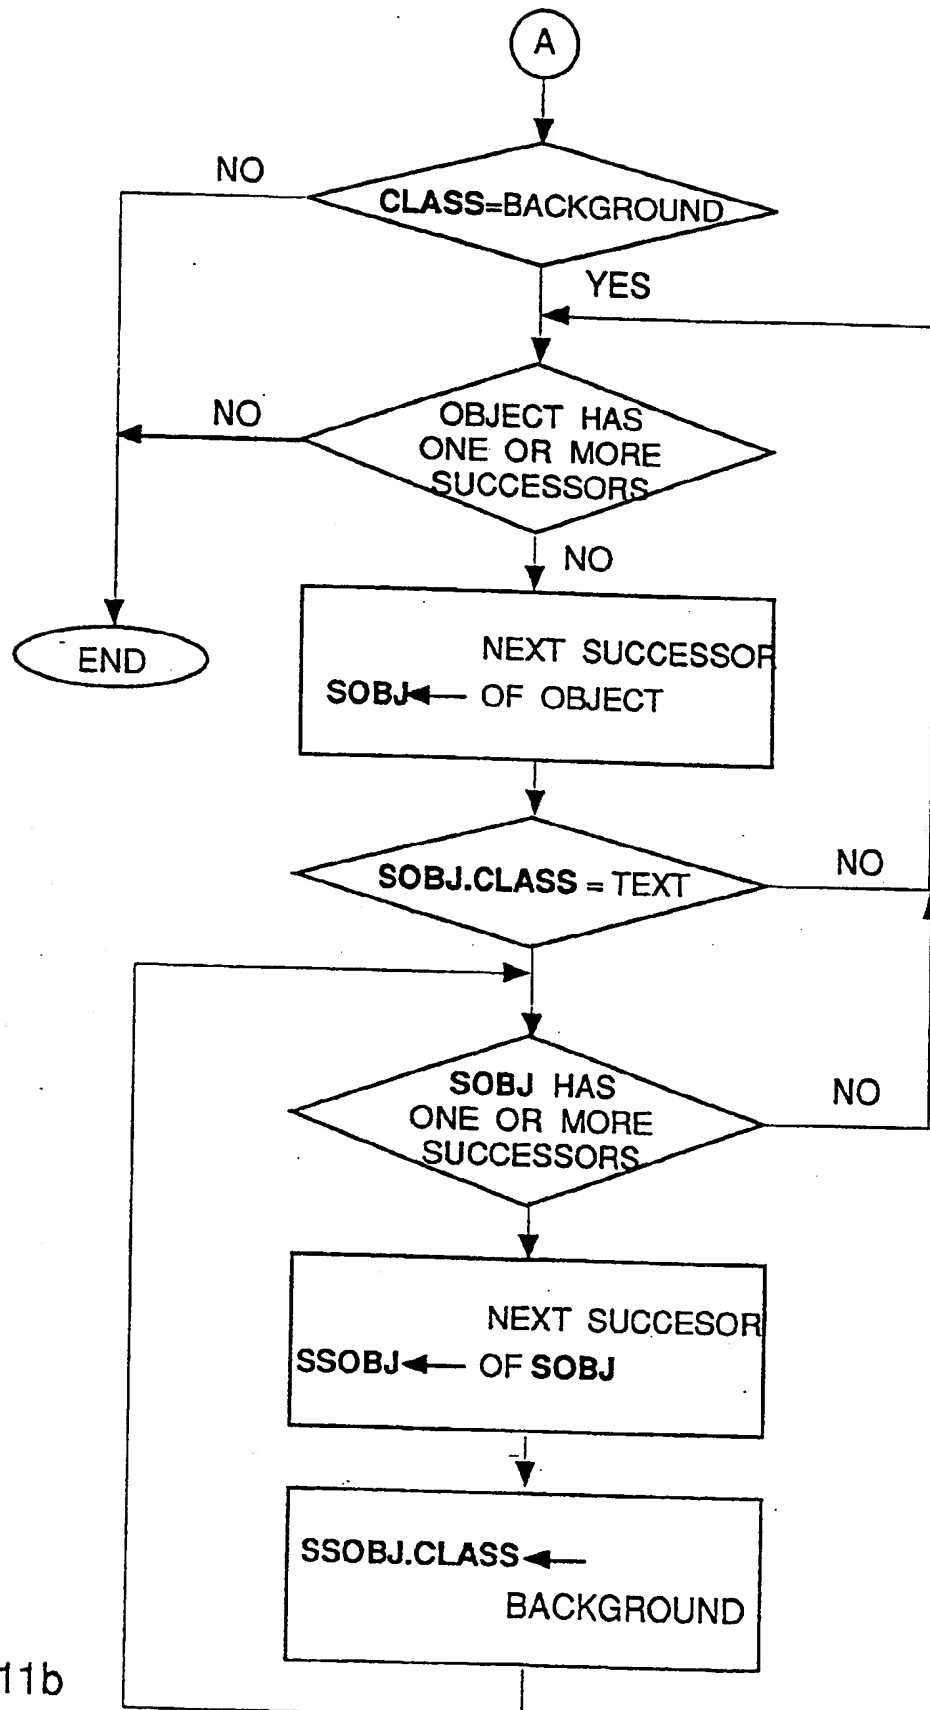 A
NO
CLASS=BACKGROUND
YES
NO
OBJECT HAS
ONE OR MORE
SUCCESSORS
NO
END
NEXT SUCCESSOR
SOBJ OF OBJECT
SOBJ.CLASS = TEXT
NO
SOBJ HAS
ONE OR MORE
SUCCESSORS
NO
NEXT SUCCESOR
SSOBJ OF SOBJ
SSOBJ.CLASS
BACKGROUND
11b